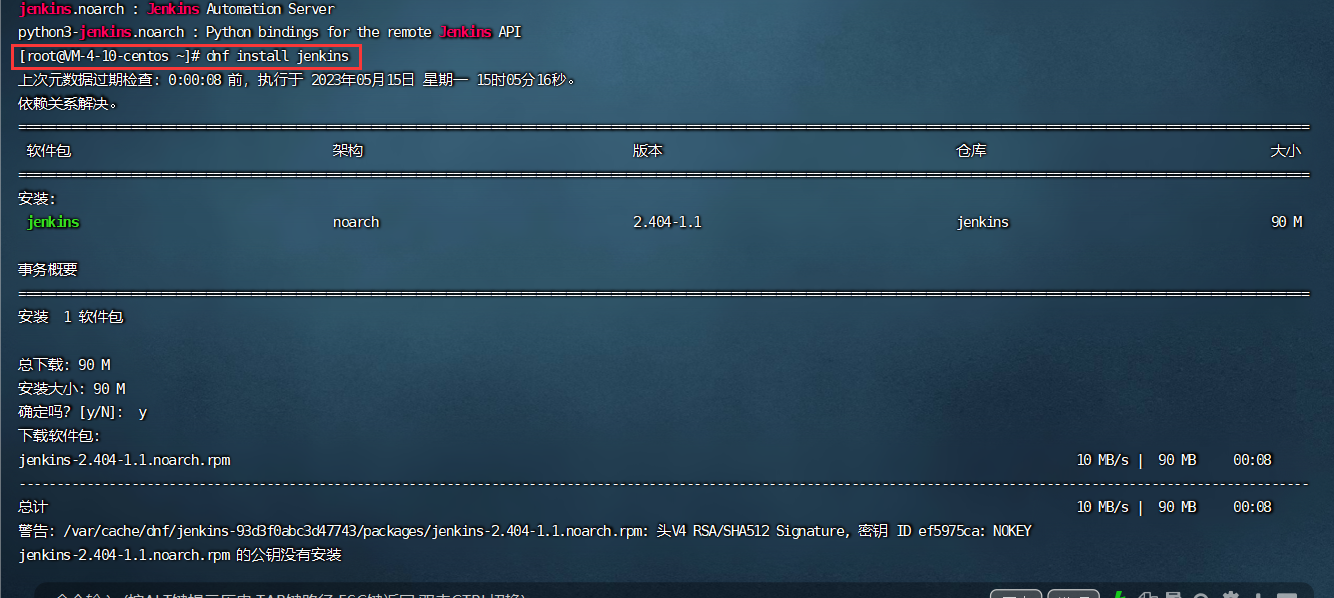 jenkins.noarch : Jenkins Automation Server
python3-jenkins.noarch : Python bindings for the remote Jenkins API
[root@VM-4-10-centos ~]# dnf install jenkins
上次元数据过期检查：0:00:08 前，执行于 2023年05月15日 星期一 15时05分16秒。
依赖关系解决。
软件包 架构 版本 仓库 大小
安装:
jenkins noarch 2.404-1.1 jenkins 90 M
事务概要
安装 1 软件包
总下载：90 M
安装大小：90 M
确定吗？[y/N]： y
下载软件包：
jenkins-2.404-1.1.noarch.rpm 10 MB/s | 90 MB 00:08
总计 10 MB/s | 90 MB 00:08
警告：/var/cache/dnf/jenkins-93d3f0abc3d47743/packages/jenkins-2.404-1.1.noarch.rpm: 头V4 RSA/SHA512 Signature, 密钥 ID ef5975ca: NOKEY
jenkins-2.404-1.1.noarch.rpm 的公钥没有安装